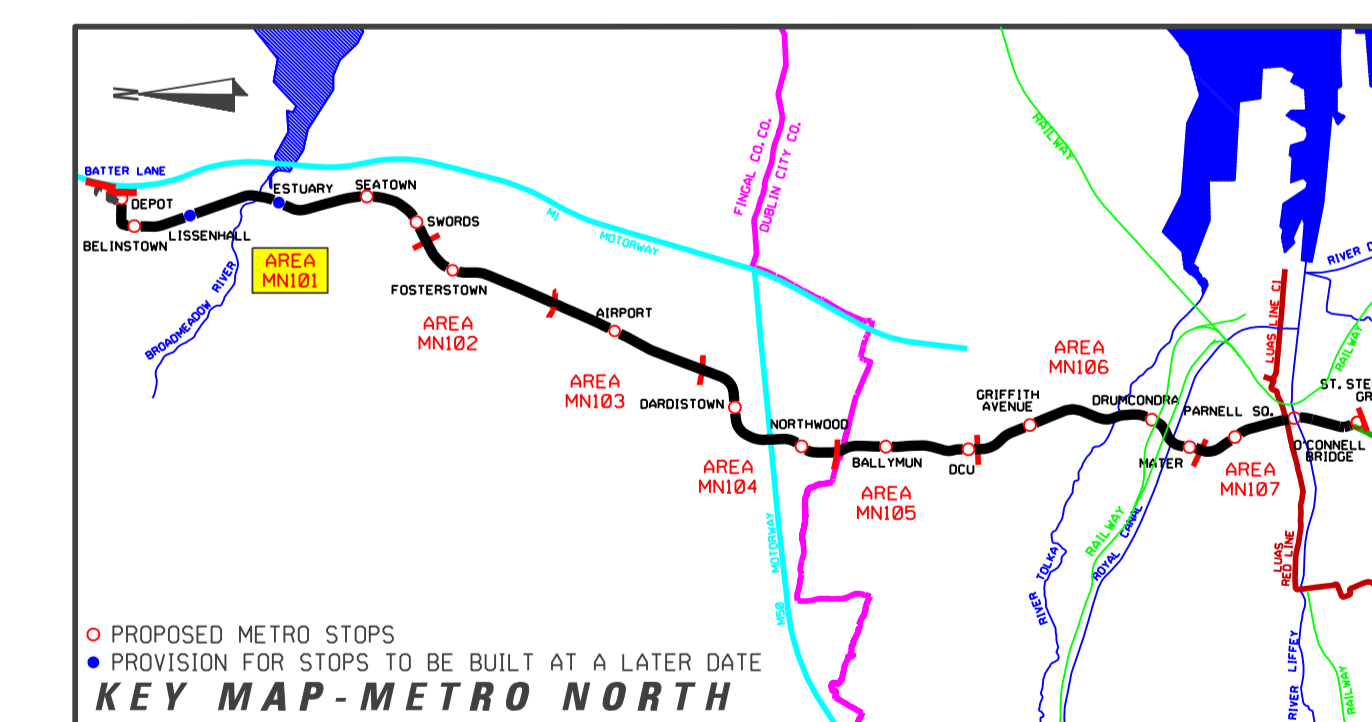 N
BATTER LANE
DEPOT
BELINSTOWN
LISSENHALL
ESTUARY
SEATOWN
SWORDS
BROADMEADOW RIVER
AREA
MN101
FOSTERSTOWN
AREA
MN102
AIRPORT
AREA
MN103
M1
MOTORWAY
FINGAL CO.CO.
DUBLIN CITY CO.
DARDISTOWN
NORTHWOOD
AREA
MN104
MOTORWAY
M50
BALLYMUN
AREA
MN105
DCU
GRIFFITH
AVENUE
RAILWAY
AREA
MN106
DRUMCONDRA
MATER
PARNELL SQ.
AREA
MN107
RIVER TOLKA
RAILWAY
ROYAL CANAL
LUAS LINE C1
RIVER
RAILWAY
ST. STE
GR
O'CONNELL
BRIDGE
LUAS
RED LINE
RIVER LIFFEY
RAILWAY
PROPOSED METRO STOPS
PROVISION FOR STOPS TO BE BUILT AT A LATER DATE
KEY MAP-METRO NORTH